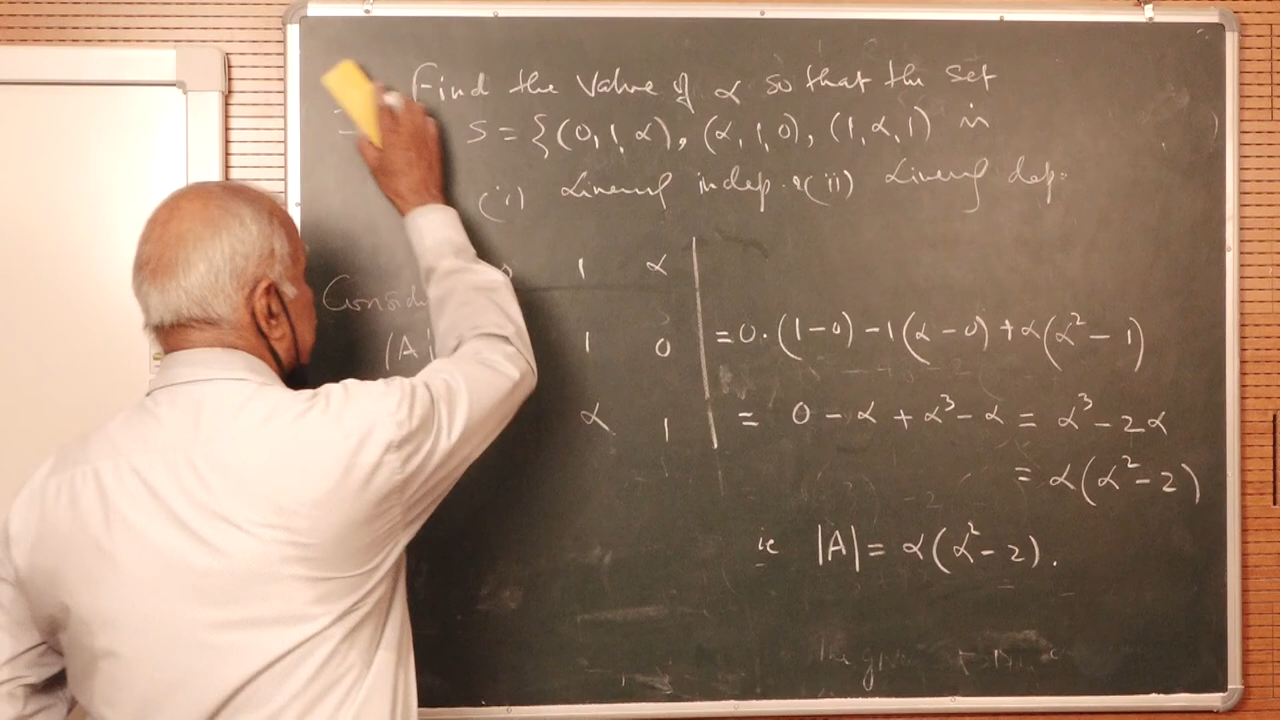 Find the value of α so that the set
S = {(0, 1, α), (α, 1, 0), (1, α, 1)} is
(i) Linearly indep. & (ii) Linearly dep.
1 α
(A| 1 0 = 0·(1-0) - 1(α-0) + α(α² - 1)
α 1 = 0 - α + α³ - α = α³ - 2α
= α(α² - 2)
ie |A| = α(α² - 2).